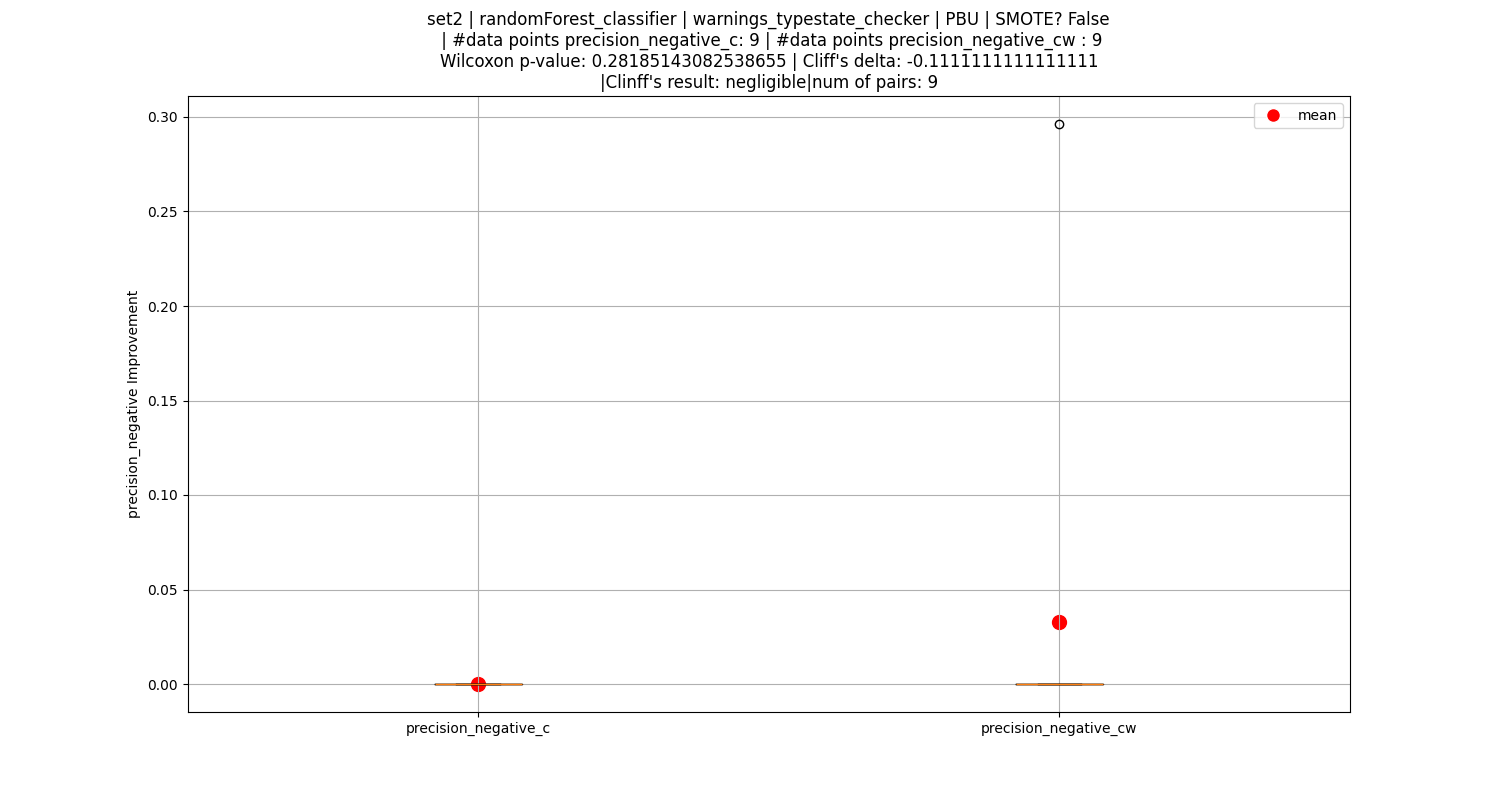 set2 | randomForest_classifier | warnings_typestate_checker | PBU | SMOTE? False
| #data points precision_negative_c: 9 | #data points precision_negative_cw : 9
Wilcoxon p-value: 0.28185143082538655 | Cliff's delta: -0.1111111111111111
|Clinff's result: negligible|num of pairs: 9
mean
0.30
0.25
0.20
0.15
0.10
0.05
0.00
precision_negative Improvement
precision_negative_c
precision_negative_cw